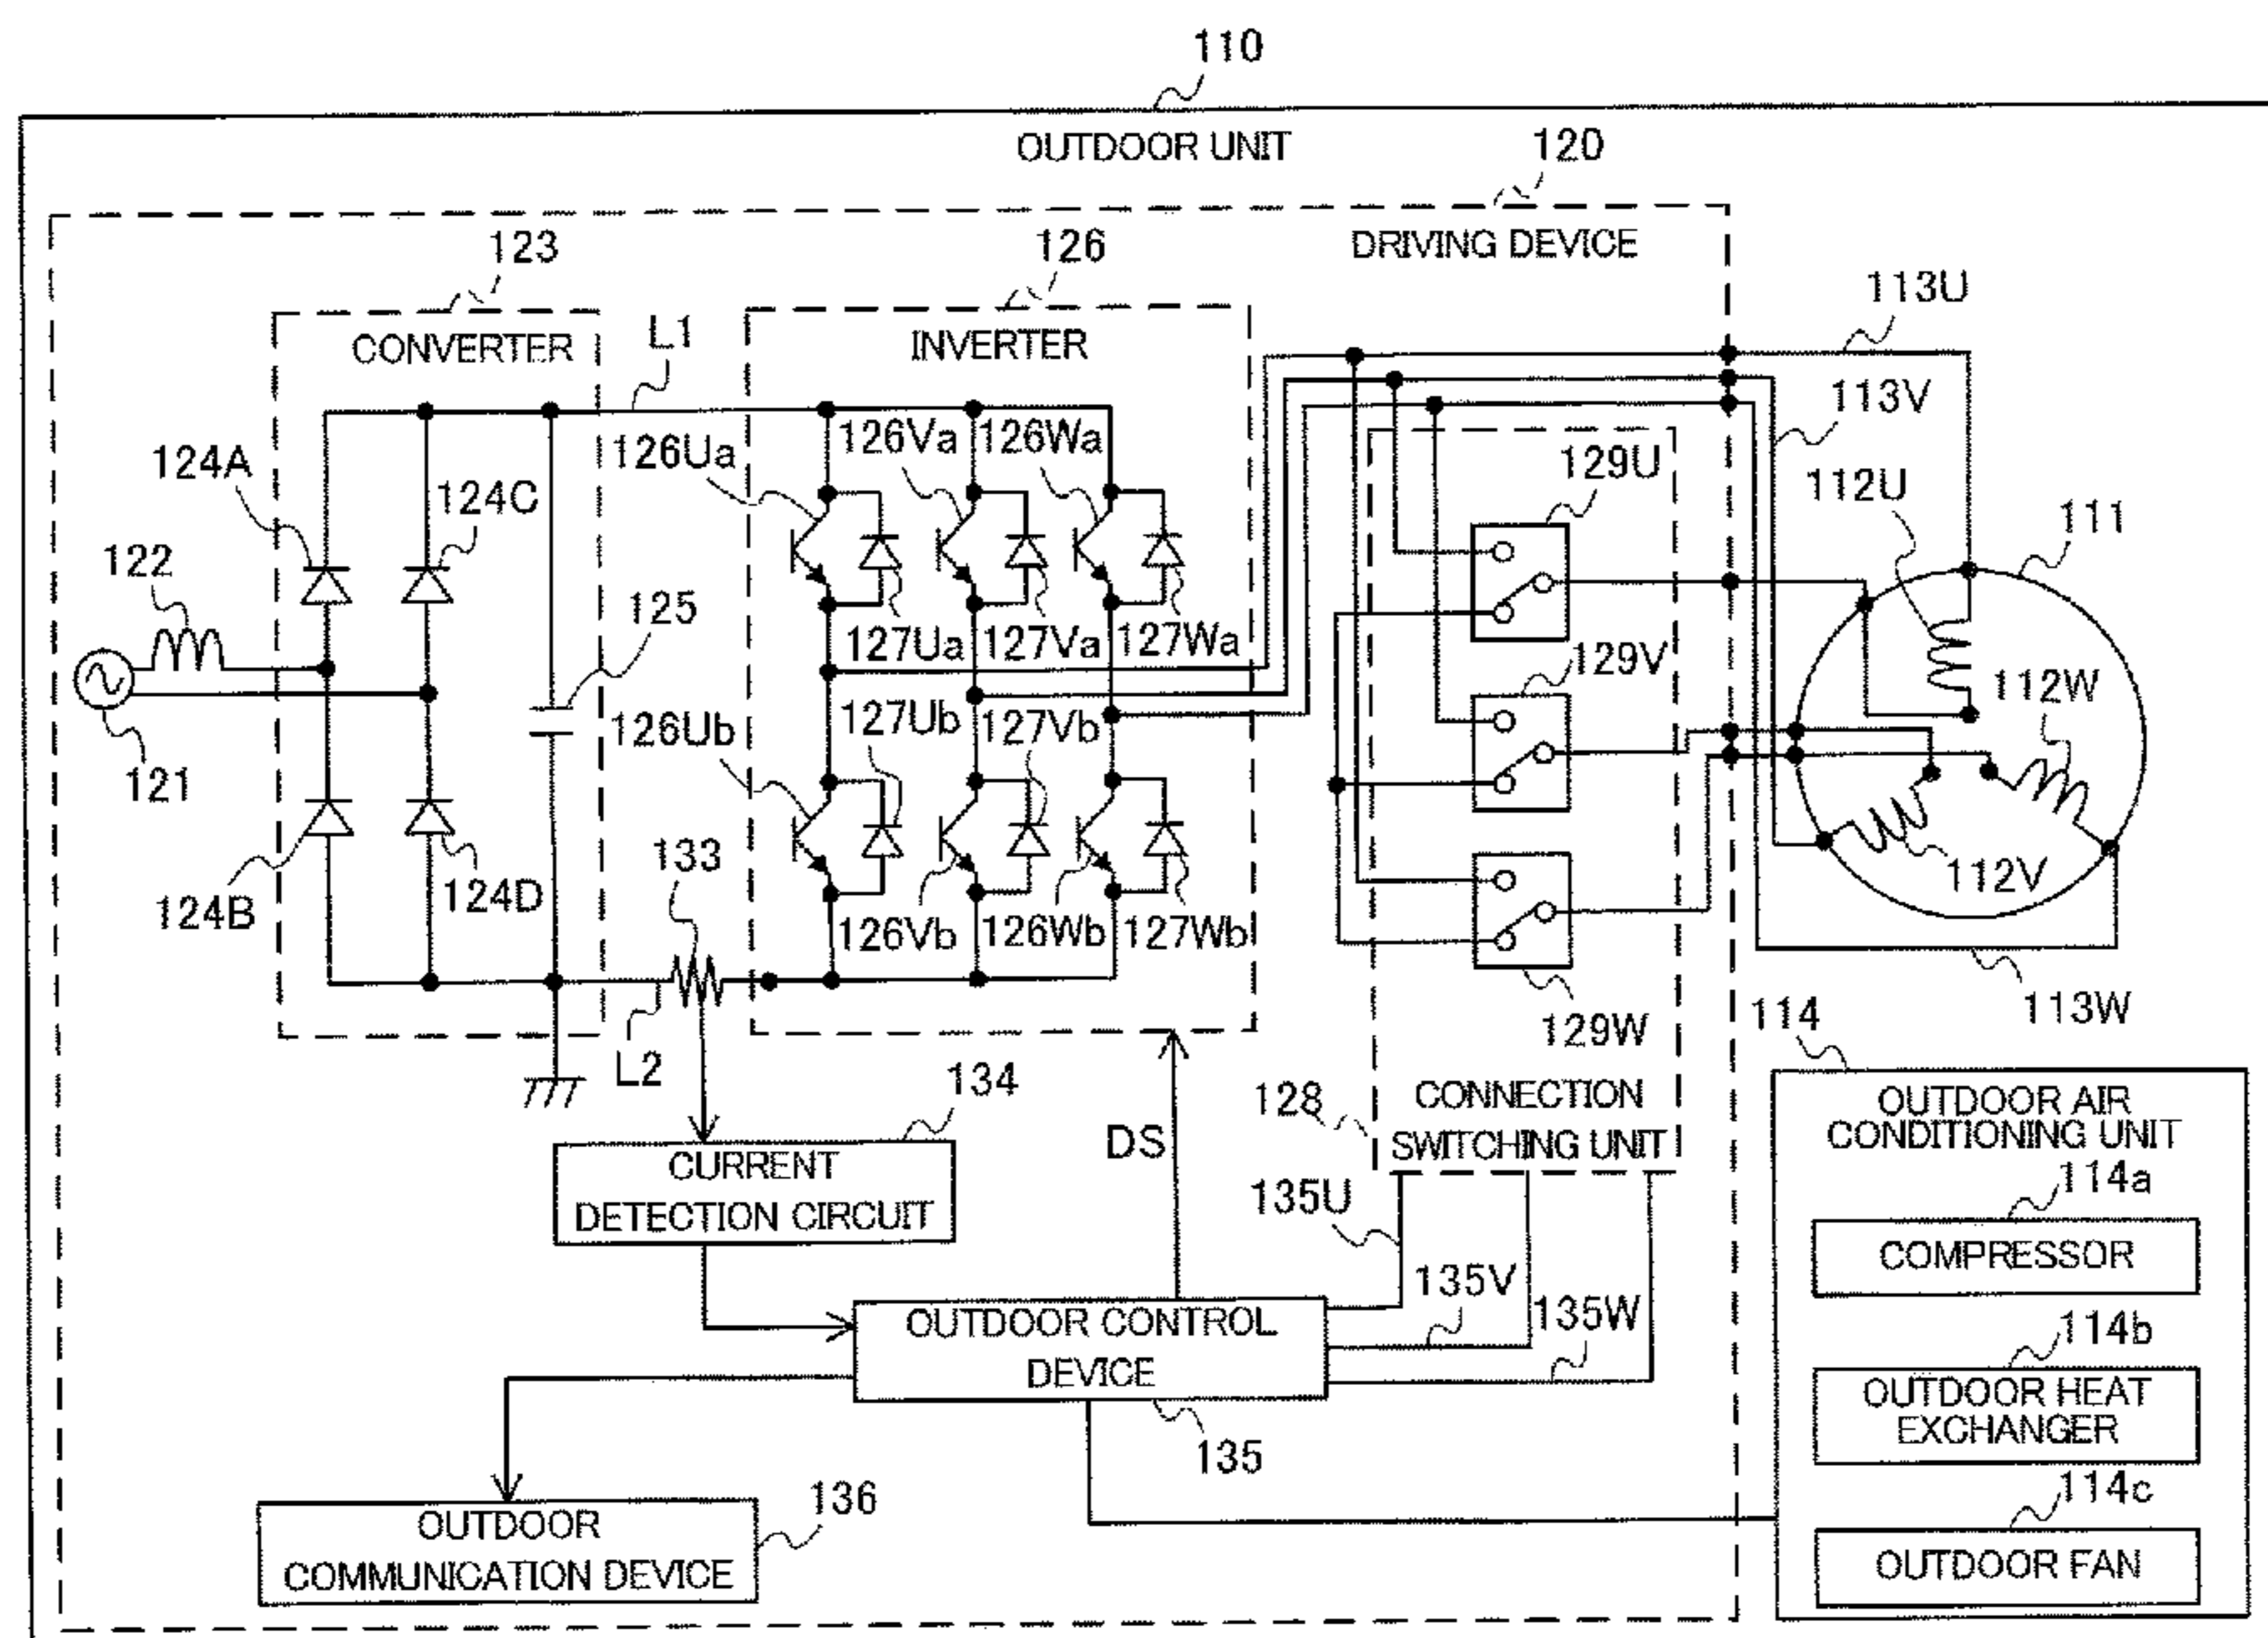 110
OUTDOOR UNIT
120
DRIVING DEVICE
123
CONVERTER
L1
126
INVERTER
113U
113V
124A
124C
122
125
121
124B
124D
126Ua
126Va
126Wa
127Ua
127Va
127Wa
126Ub
127Ub
127Vb
126Vb
126Wb
127Wb
133
L2
129U
129V
129W
112U
111
112W
112V
113W
128
CONNECTION
SWITCHING UNIT
134
CURRENT
DETECTION CIRCUIT
DS
135U
135V
135W
OUTDOOR CONTROL
DEVICE
135
136
OUTDOOR
COMMUNICATION DEVICE
114
OUTDOOR AIR
CONDITIONING UNIT
114a
COMPRESSOR
114b
OUTDOOR HEAT
EXCHANGER
114c
OUTDOOR FAN